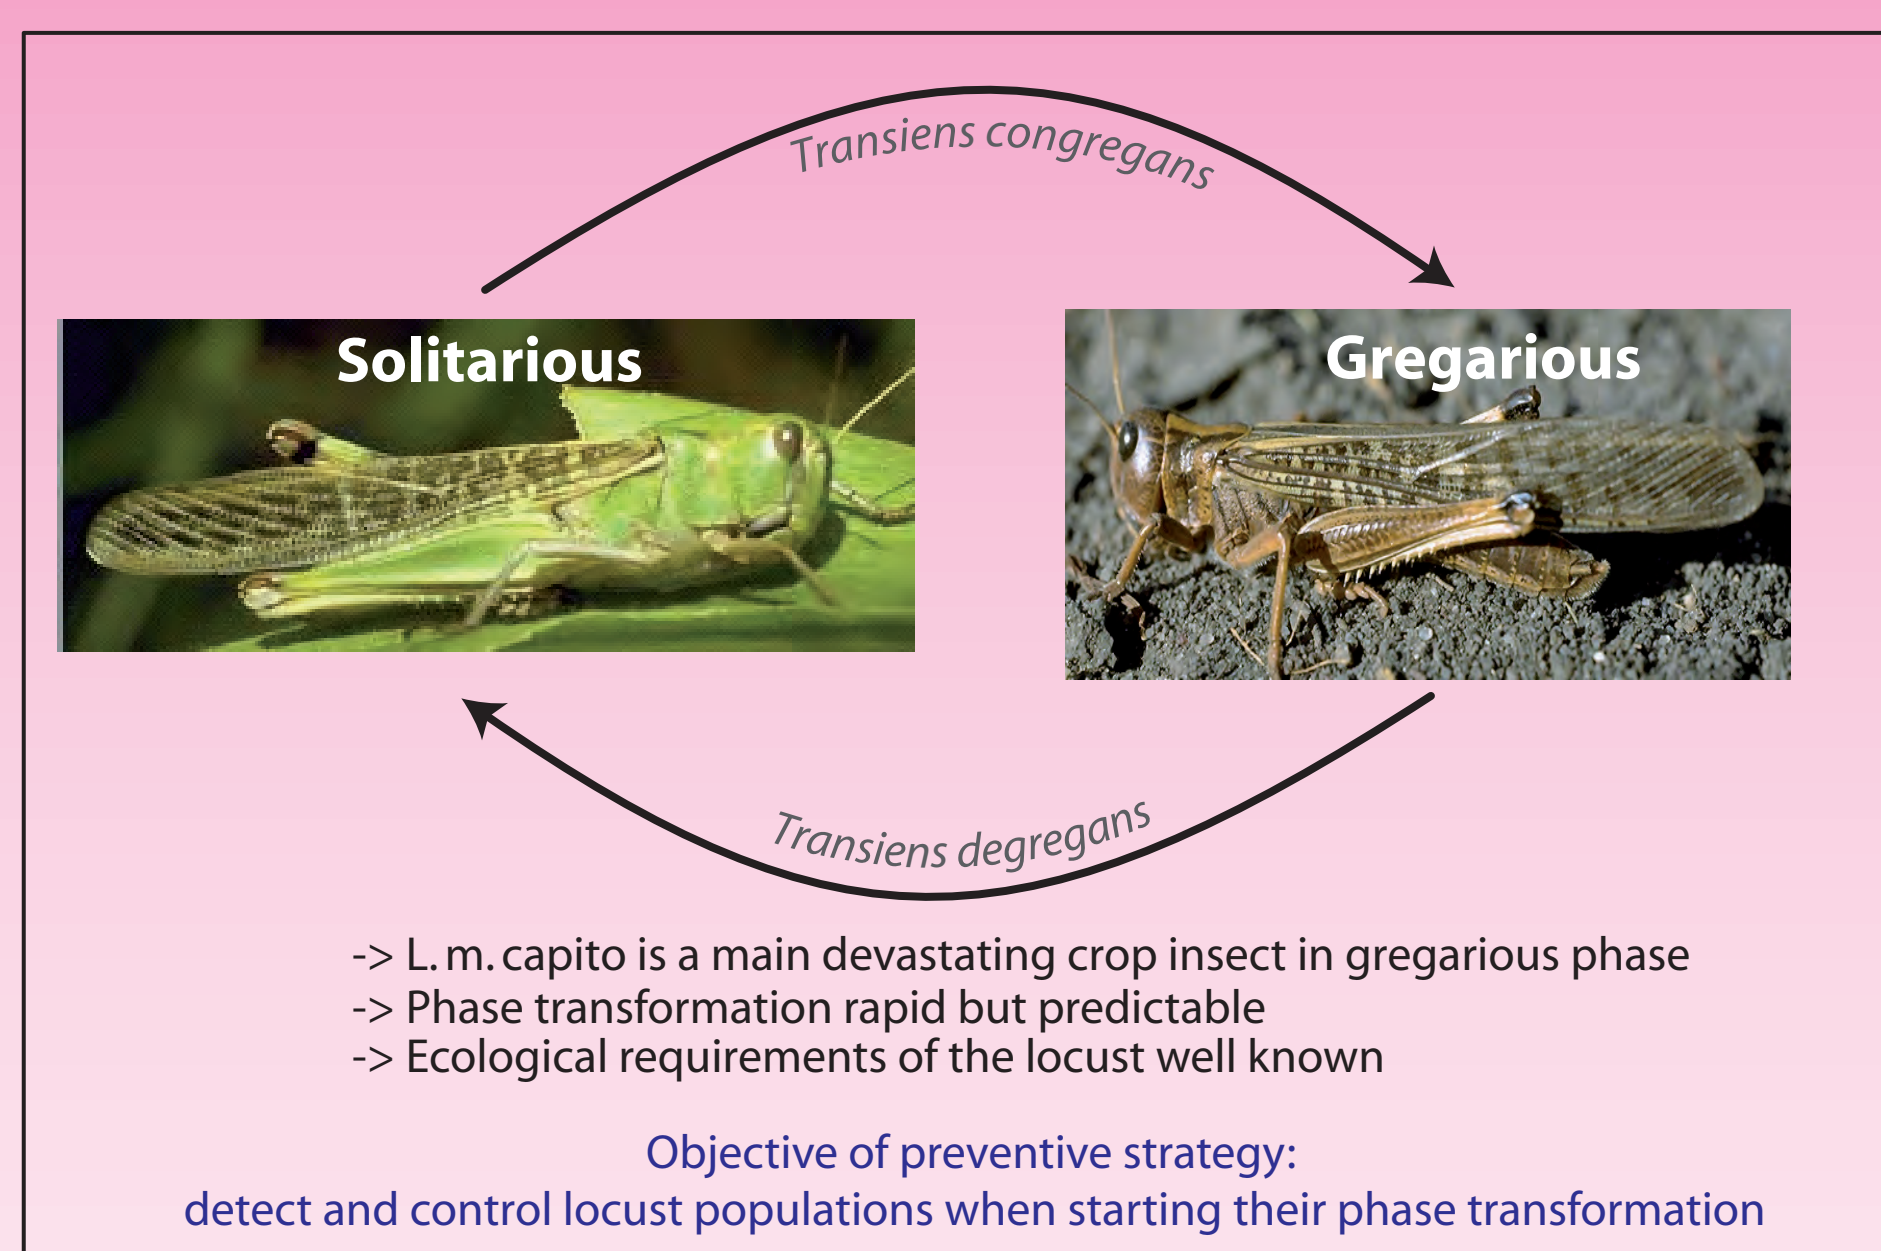 Transiens congregans
Solitarious
Gregarious
Transiens degregans
-> L. m. capito is a main devastating crop insect in gregarious phase
-> Phase transformation rapid but predictable
-> Ecological requirements of the locust well known
Objective of preventive strategy:
detect and control locust populations when starting their phase transformation